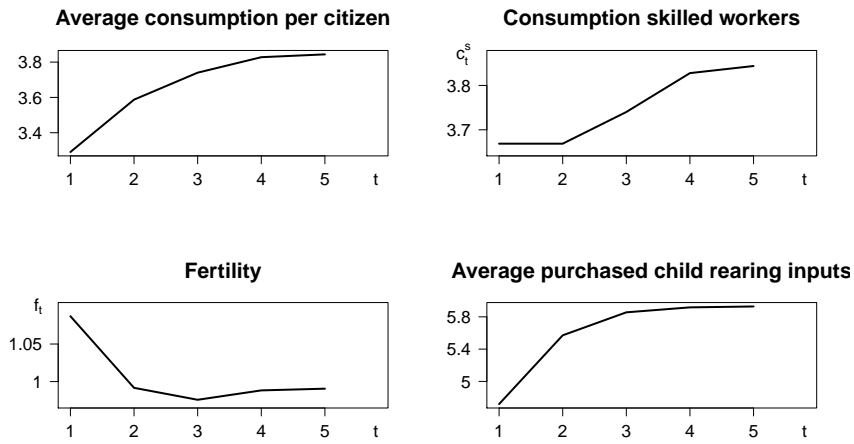 Average consumption per citizen
3.8
3.6
3.4
1 2 3 4 5 t
Consumption skilled workers
c_t^s
3.8
3.7
1 2 3 4 5 t
Fertility
f_t
1.05
1
1 2 3 4 5 t
Average purchased child rearing inputs
5.8
5.4
5
1 2 3 4 5 t